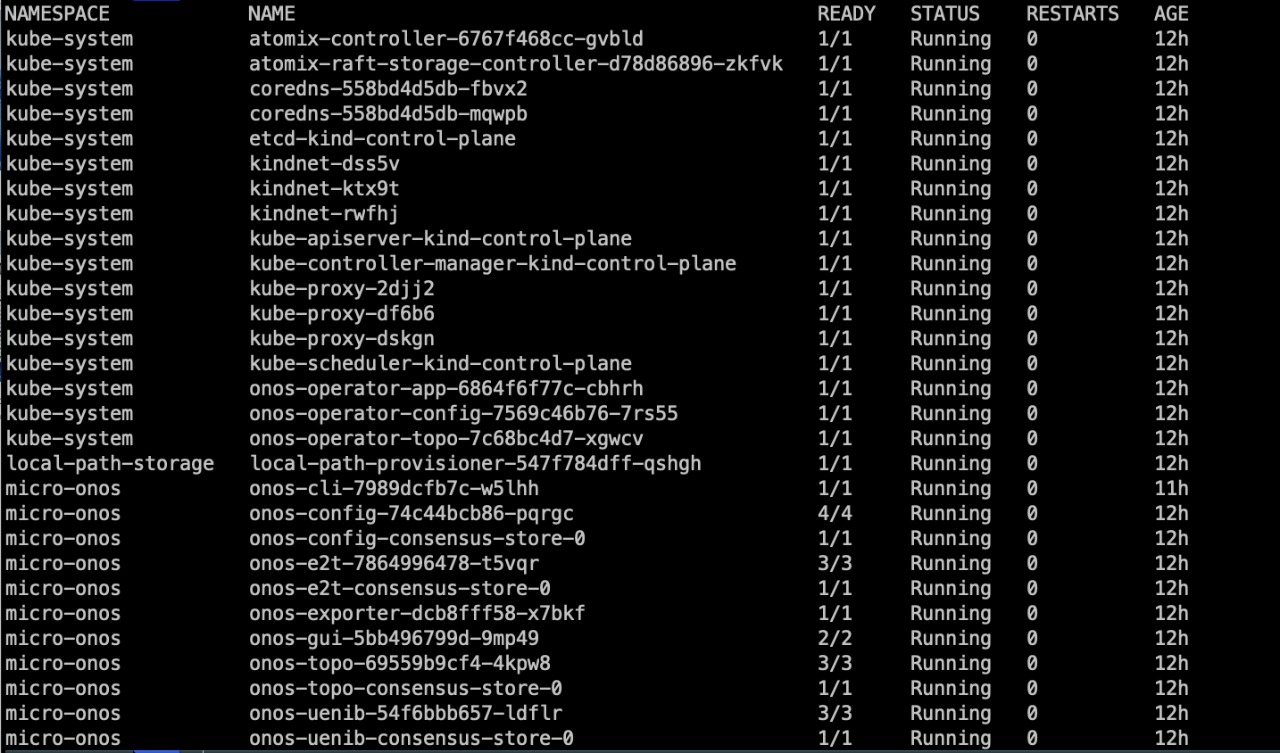 NAMESPACE NAME READY STATUS RESTARTS AGE
kube-system atomix-controller-6767f468cc-gvbld 1/1 Running 0 12h
kube-system atomix-raft-storage-controller-d78d86896-zkfvk 1/1 Running 0 12h
kube-system coredns-558bd4d5db-fbvx2 1/1 Running 0 12h
kube-system coredns-558bd4d5db-mqwpb 1/1 Running 0 12h
kube-system etcd-kind-control-plane 1/1 Running 0 12h
kube-system kindnet-dss5v 1/1 Running 0 12h
kube-system kindnet-ktx9t 1/1 Running 0 12h
kube-system kindnet-rwfhj 1/1 Running 0 12h
kube-system kube-apiserver-kind-control-plane 1/1 Running 0 12h
kube-system kube-controller-manager-kind-control-plane 1/1 Running 0 12h
kube-system kube-proxy-2djj2 1/1 Running 0 12h
kube-system kube-proxy-df6b6 1/1 Running 0 12h
kube-system kube-proxy-dskgn 1/1 Running 0 12h
kube-system kube-scheduler-kind-control-plane 1/1 Running 0 12h
kube-system onos-operator-app-6864f6f77c-cbhrh 1/1 Running 0 12h
kube-system onos-operator-config-7569c46b76-7rs55 1/1 Running 0 12h
kube-system onos-operator-topo-7c68bc4d7-xgwcv 1/1 Running 0 12h
local-path-storage local-path-provisioner-547f784dff-qshgh 1/1 Running 0 12h
micro-onos onos-cli-7989dcfb7c-w5lhh 1/1 Running 0 11h
micro-onos onos-config-74c44bcb86-pqrgc 4/4 Running 0 12h
micro-onos onos-config-consensus-store-0 1/1 Running 0 12h
micro-onos onos-e2t-7864996478-t5vqr 3/3 Running 0 12h
micro-onos onos-e2t-consensus-store-0 1/1 Running 0 12h
micro-onos onos-exporter-dcb8fff58-x7bkf 1/1 Running 0 12h
micro-onos onos-gui-5bb496799d-9mp49 2/2 Running 0 12h
micro-onos onos-topo-69559b9cf4-4kpw8 3/3 Running 0 12h
micro-onos onos-topo-consensus-store-0 1/1 Running 0 12h
micro-onos onos-uenib-54f6bbb657-ldflr 3/3 Running 0 12h
micro-onos onos-uenib-consensus-store-0 1/1 Running 0 12h